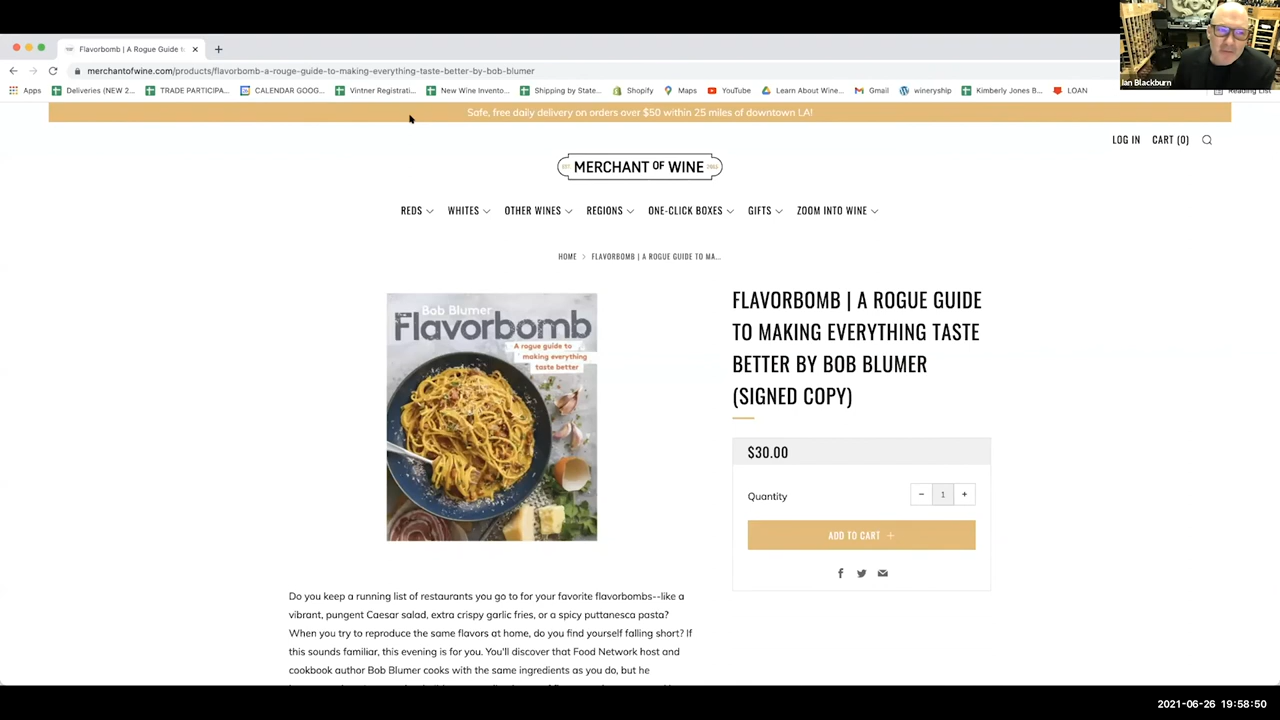 Flavorbomb | A Rogue Guide to
Ian Blackburn
merchantofwine.com/products/flavorbomb-a-rouge-guide-to-making-everything-taste-better-by-bob-blumer
Apps Deliveries (NEW 2... TRADE PARTICIPA... CALENDAR GOOG... Vintner Registrati... New Wine Invento... Shipping by State... Shopify Maps YouTube Learn About Wine... Gmail wineryship Kimberly Jones B... LOAN Reading List
Safe, free daily delivery on orders over $50 within 25 miles of downtown LA!
LOG IN CART (0)
MERCHANT OF WINE
REDS WHITES OTHER WINES REGIONS ONE-CLICK BOXES GIFTS ZOOM INTO WINE
HOME > FLAVORBOMB | A ROGUE GUIDE TO MA...
Bob Blumer
Flavorbomb
A rogue guide to
making everything
taste better
FLAVORBOMB | A ROGUE GUIDE
TO MAKING EVERYTHING TASTE
BETTER BY BOB BLUMER
(SIGNED COPY)
$30.00
Quantity − 1 +
ADD TO CART +
Do you keep a running list of restaurants you go to for your favorite flavorbombs--like a
vibrant, pungent Caesar salad, extra crispy garlic fries, or a spicy puttanesca pasta?
When you try to reproduce the same flavors at home, do you find yourself falling short? If
this sounds familiar, this evening is for you. You'll discover that Food Network host and
cookbook author Bob Blumer cooks with the same ingredients as you do, but he
2021-06-26 19:58:50